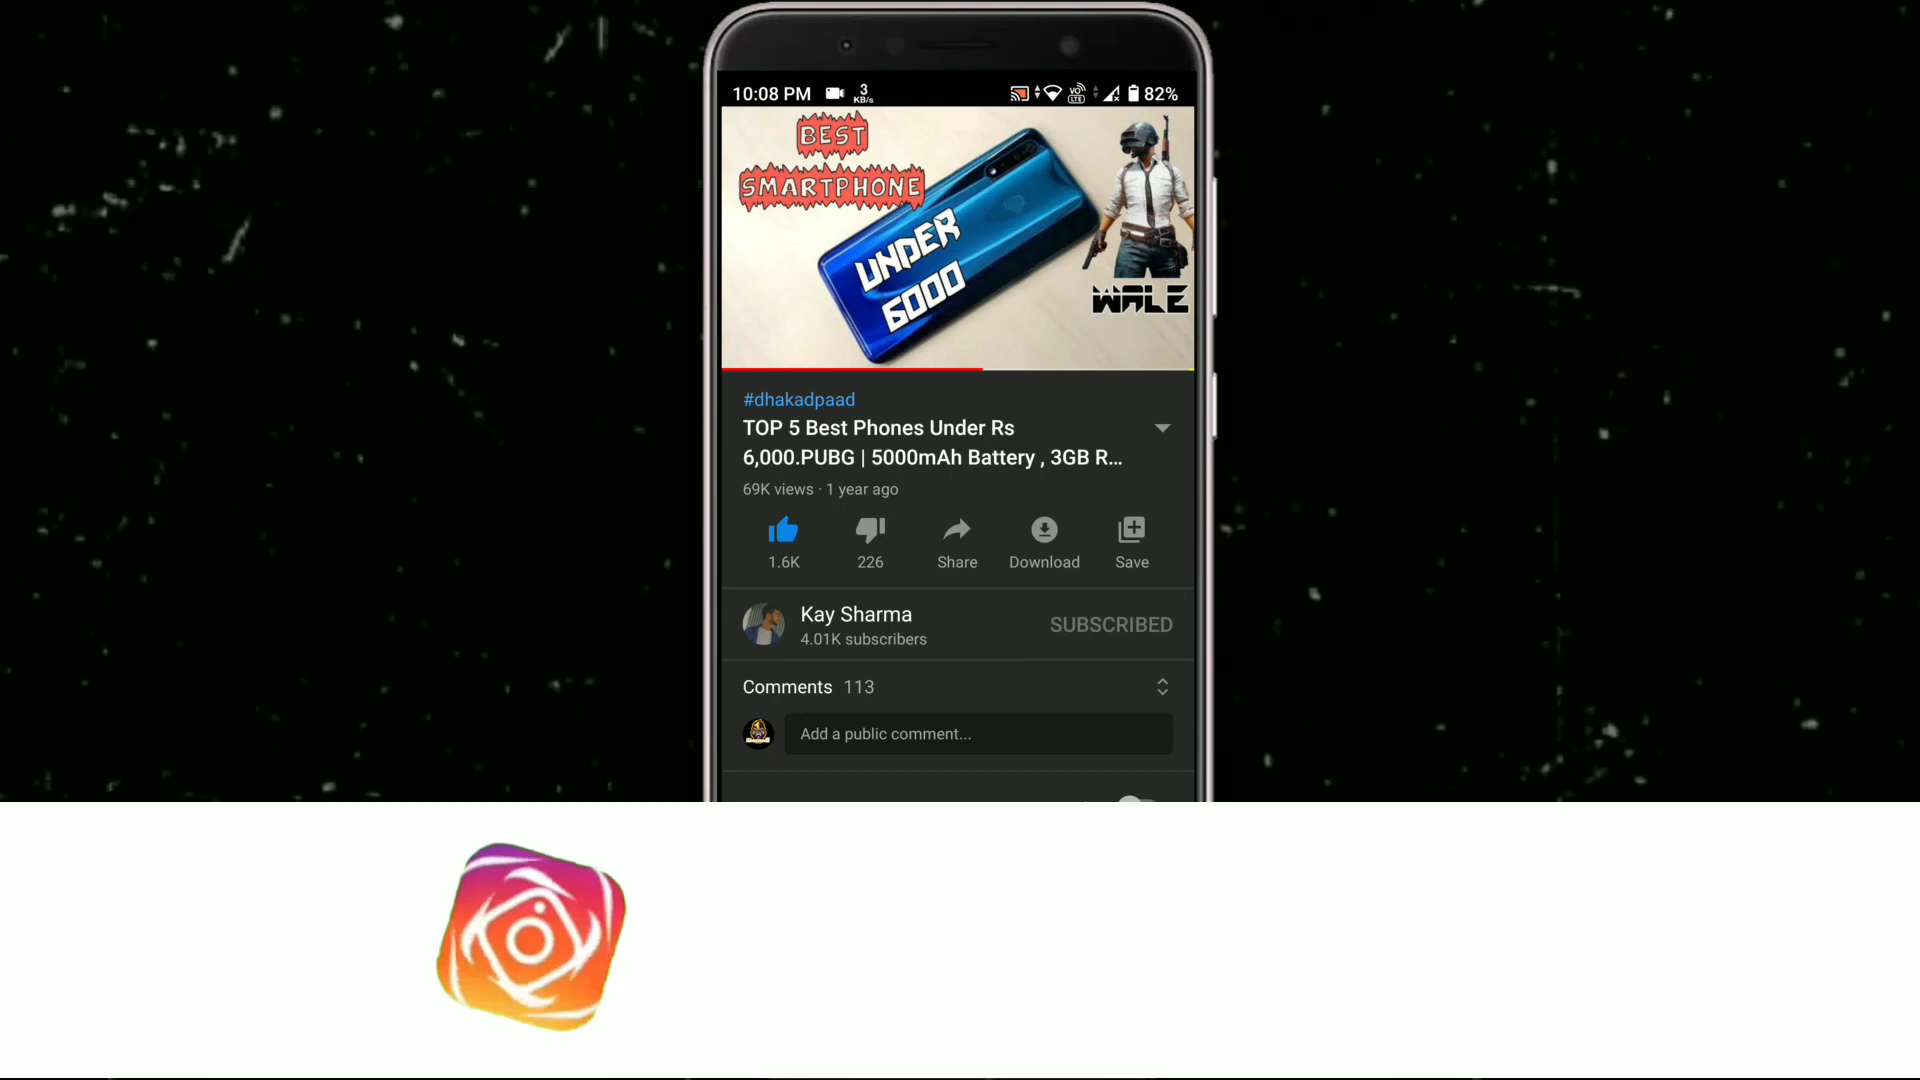 10:08 PM 3 KB/s VO LTE 82%
BEST
SMARTPHONE
UNDER
6000
WALE
#dhakadpaad
TOP 5 Best Phones Under Rs
6,000.PUBG | 5000mAh Battery , 3GB R...
69K views · 1 year ago
1.6K 226 Share Download Save
Kay Sharma
4.01K subscribers
SUBSCRIBED
Comments 113
Add a public comment...